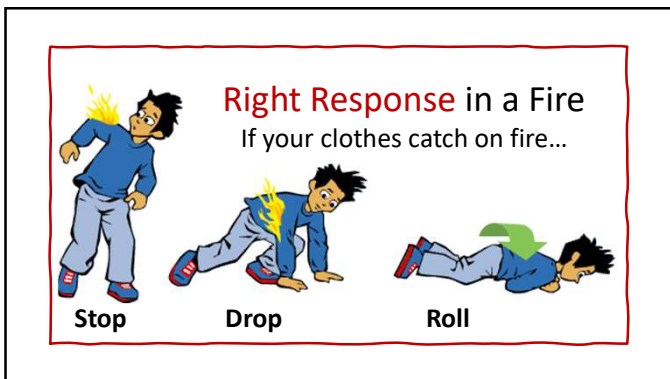 Right Response in a Fire
If your clothes catch on fire…
Stop Drop Roll